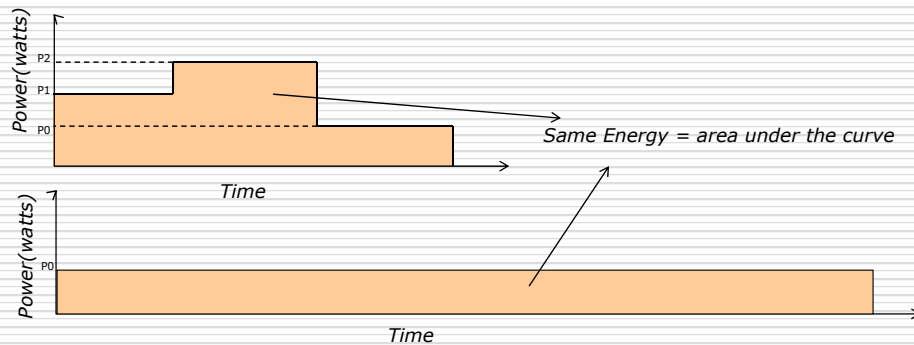 Power(watts)
P2
P1
P0
Time
Same Energy = area under the curve
Power(watts)
P0
Time